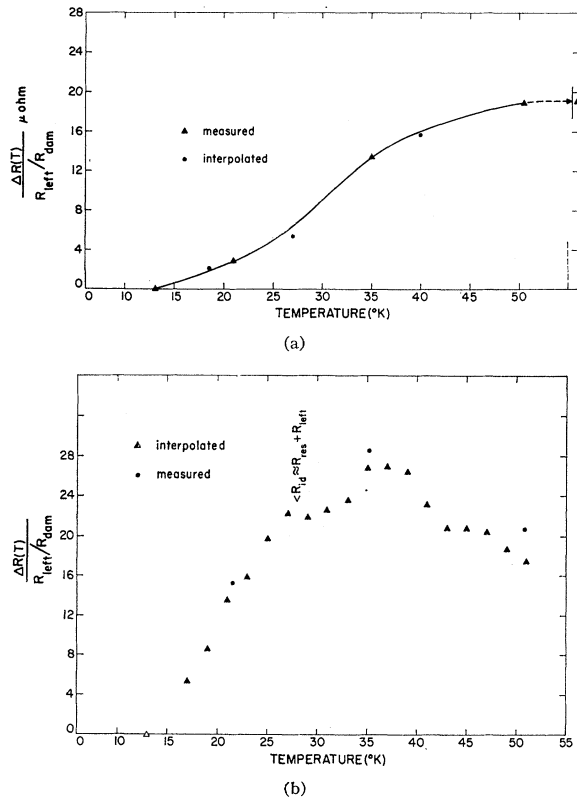 28
24
20
16
12
8
4
0
ΔR(T)
R_left/R_dam
μ ohm
▲ measured
• interpolated
0 10 15 20 25 30 35 40 45 50
TEMPERATURE(°K)
(a)
28
24
20
16
12
8
4
0
ΔR(T)
R_left/R_dam
▲ interpolated
• measured
<R_id ≈ R_res + R_left
0 10 15 20 25 30 35 40 45 50 55
TEMPERATURE(°K)
(b)